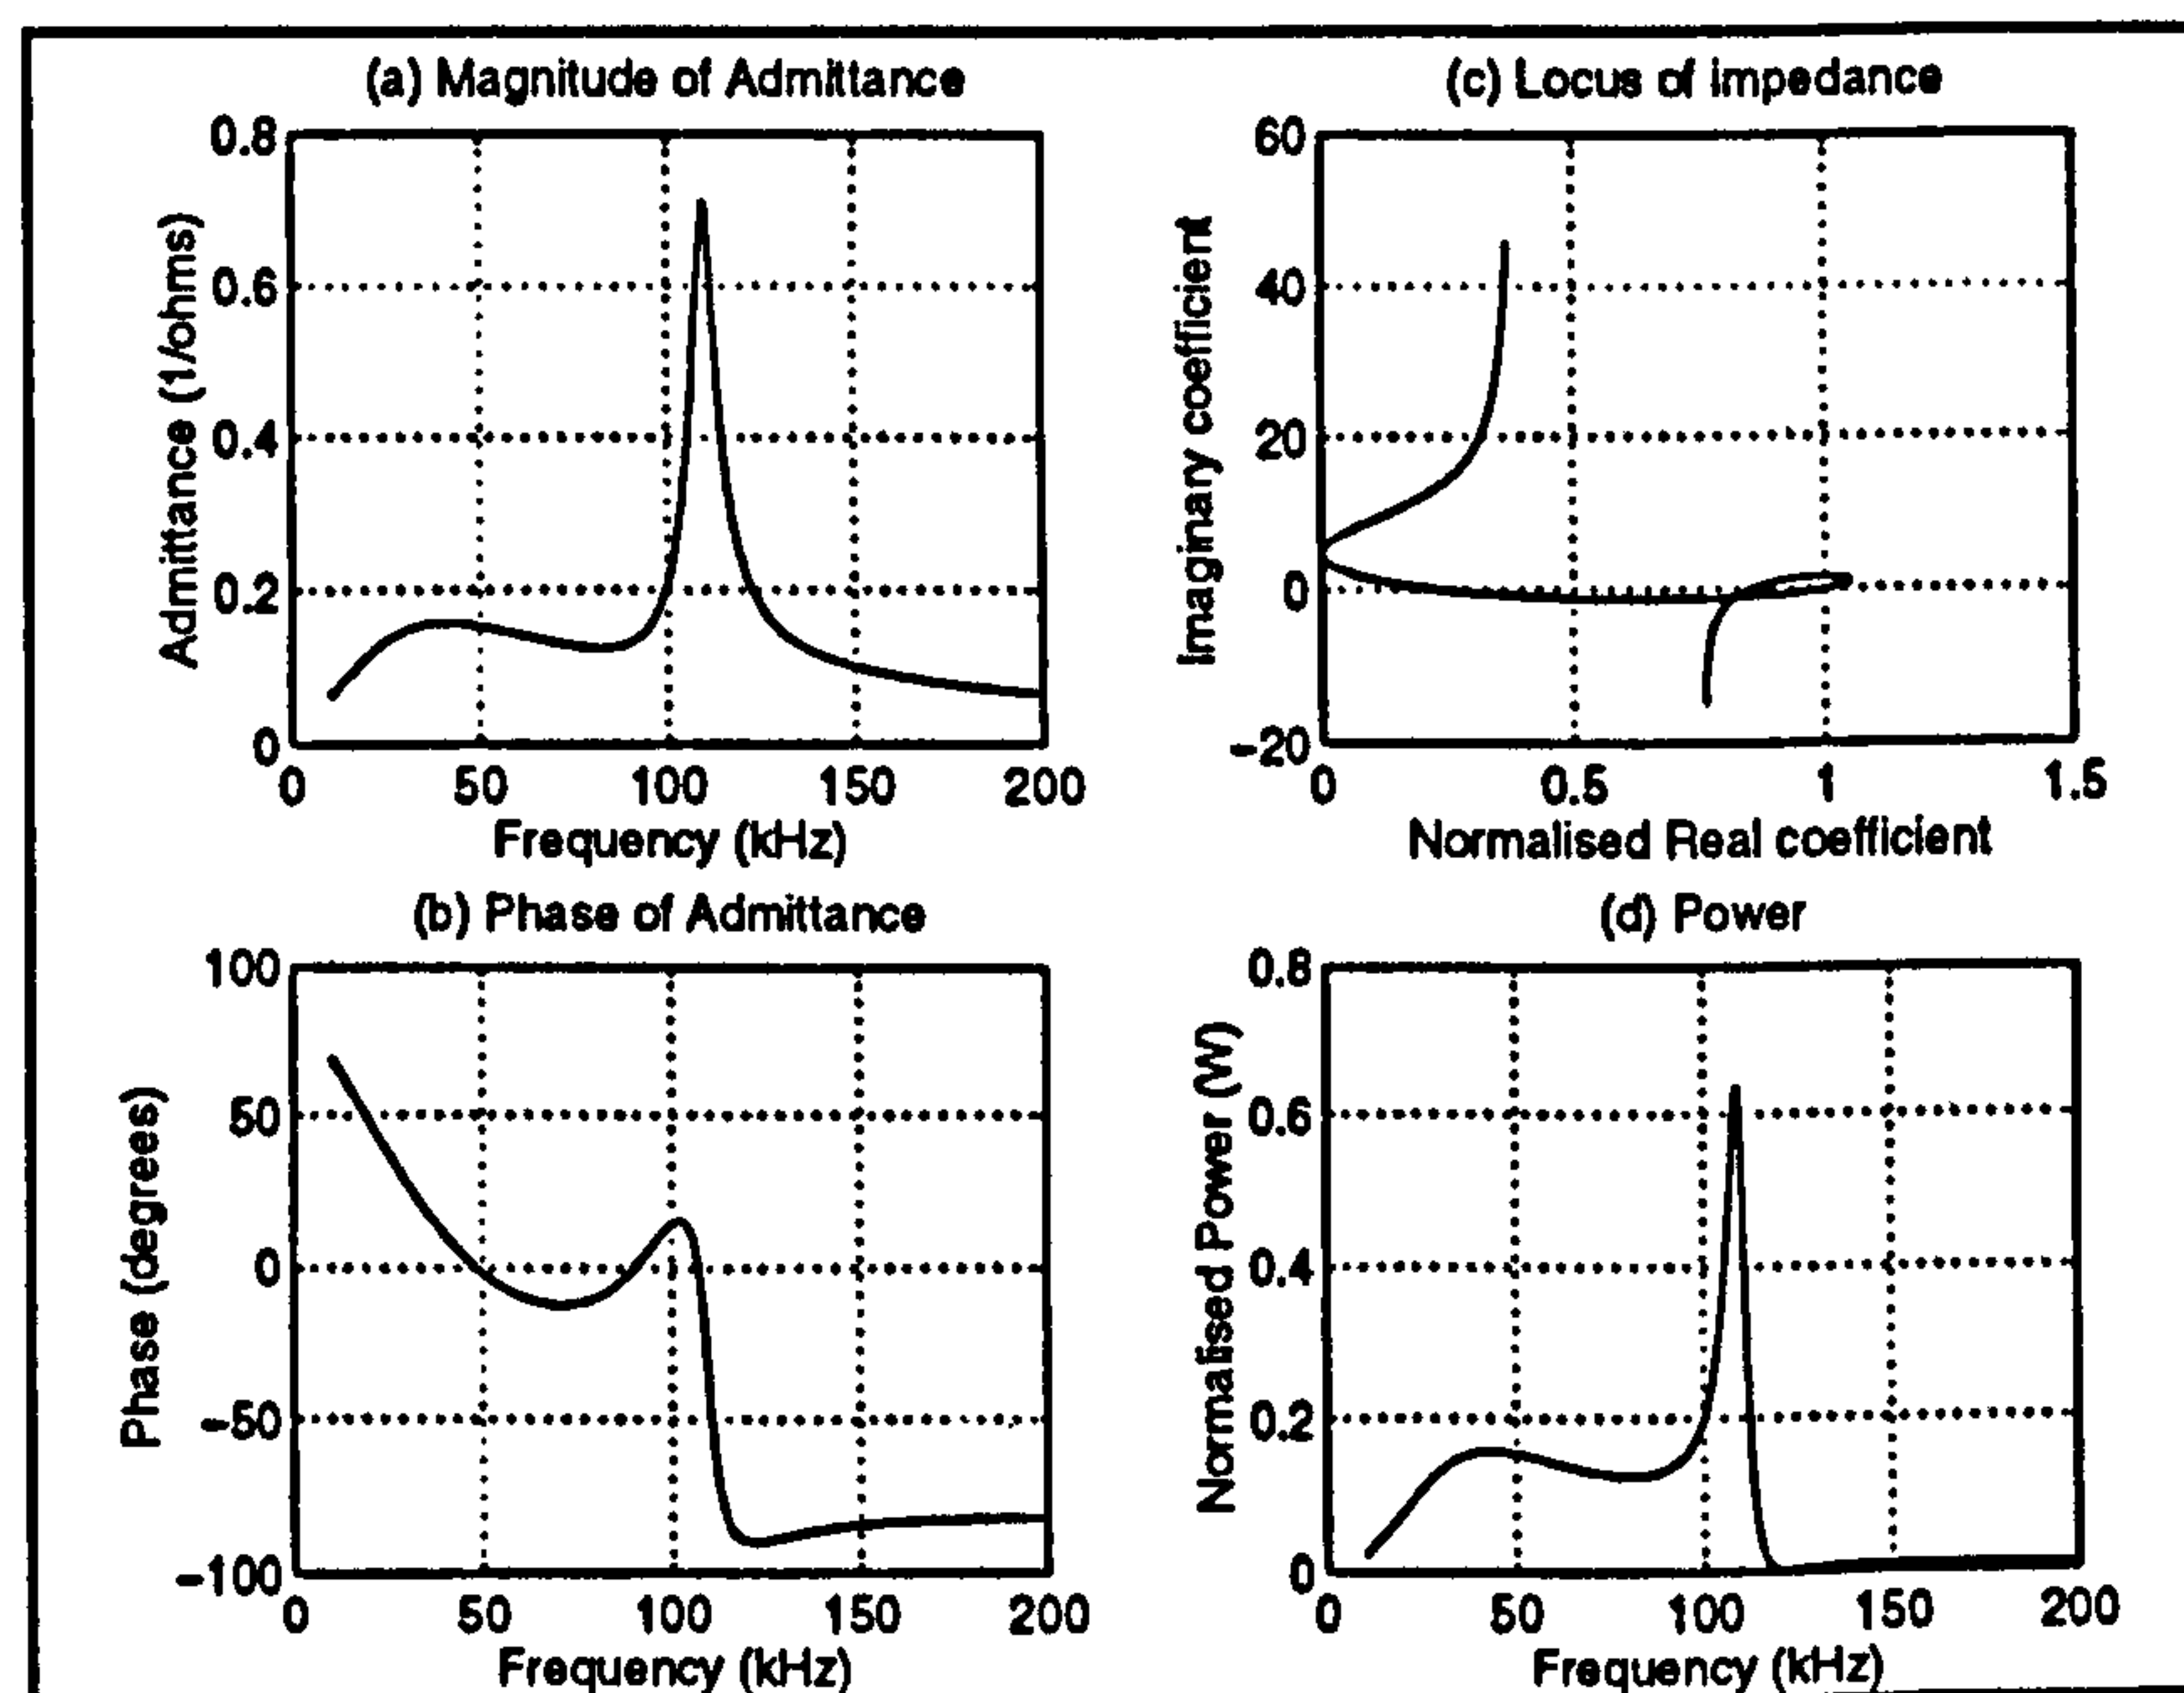 (a) Magnitude of Admittance
0.8
0.6
0.4
0.2
0
Admittance (1/ohms)
0 50 100 150 200
Frequency (kHz)
(c) Locus of Impedance
60
40
20
0
-20
Imaginary coefficient
0 0.5 1 1.5
Normalised Real coefficient
(b) Phase of Admittance
100
50
0
-50
-100
Phase (degrees)
0 50 100 150 200
Frequency (kHz)
(d) Power
0.8
0.6
0.4
0.2
0
Normalised Power (W)
0 50 100 150 200
Frequency (kHz)